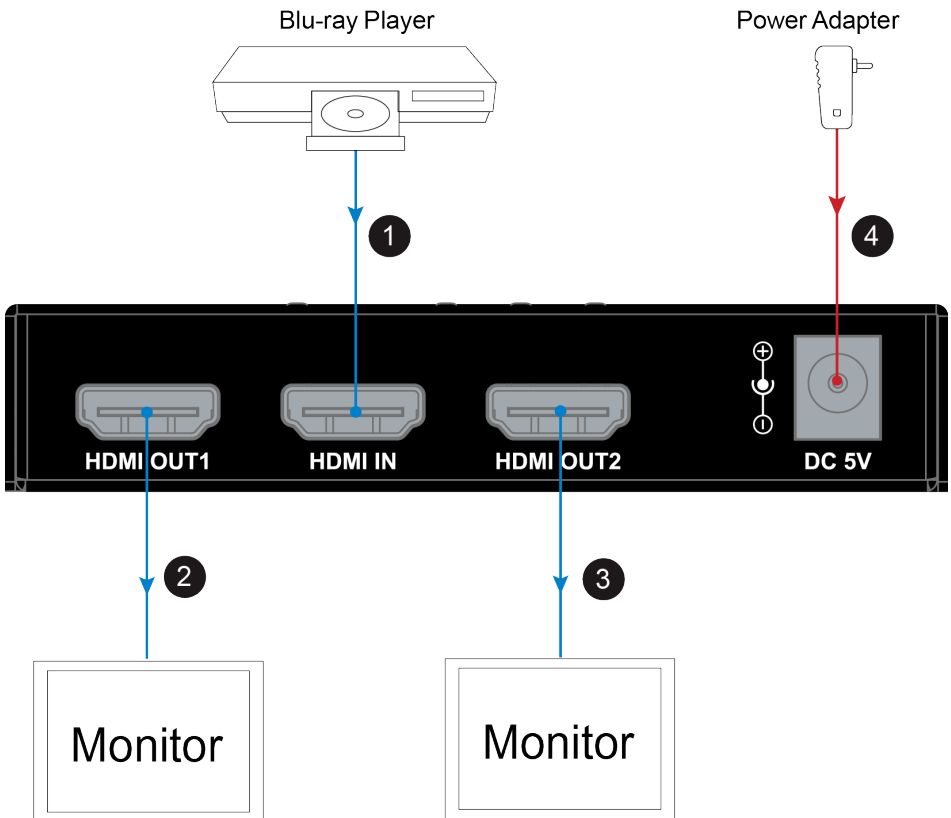 Blu-ray Player
Power Adapter
1
4
HDMI OUT1
HDMI IN
HDMI OUT2
DC 5V
2
3
Monitor
Monitor